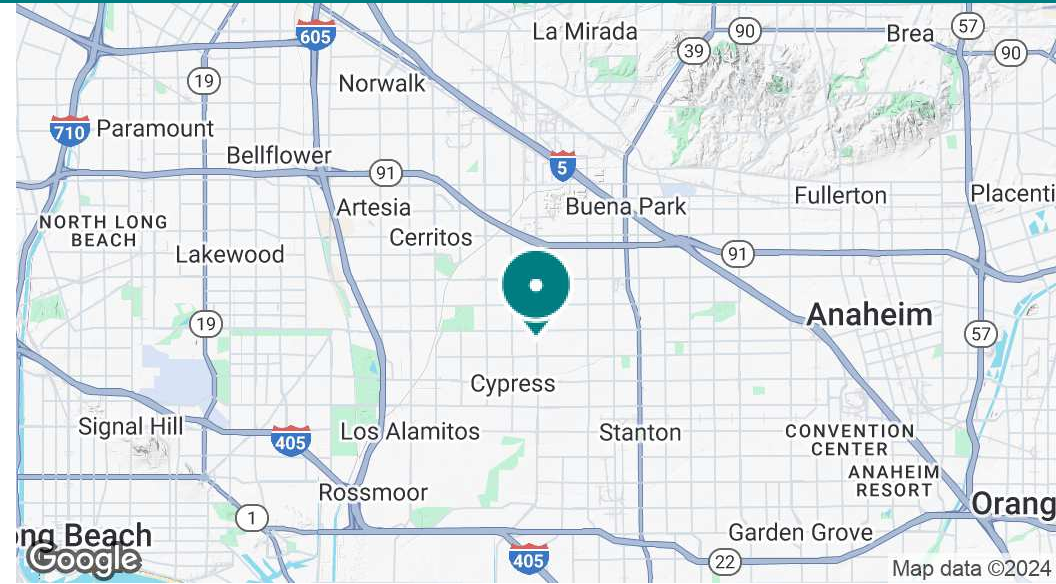 605
La Mirada
90
57
Brea
39
90
19
Norwalk
710
Paramount
Bellflower
91
5
Artesia
Buena Park
Fullerton
Placenti
NORTH LONG
BEACH
Cerritos
Lakewood
91
19
Anaheim
57
Cypress
Signal Hill
405
Los Alamitos
Stanton
CONVENTION
CENTER
ANAHEIM
RESORT
Rossmoor
1
Orang
ong Beach
Garden Grove
Google
405
22
Map data ©2024